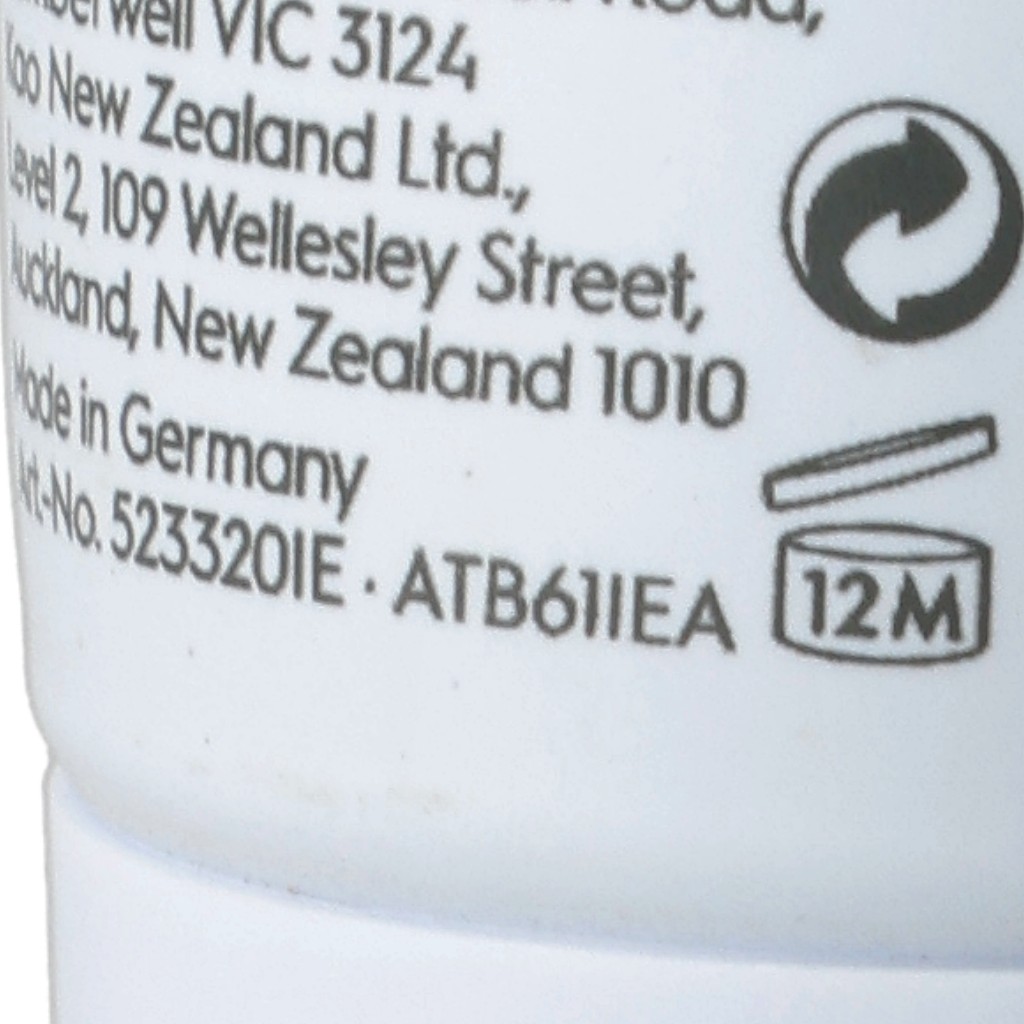 Road,
VIC 3124
Kao New Zealand Ltd.,
Level 2, 109 Wellesley Street,
Auckland, New Zealand 1010
Made in Germany
Art.-No. 523320IE · ATB611EA
12M